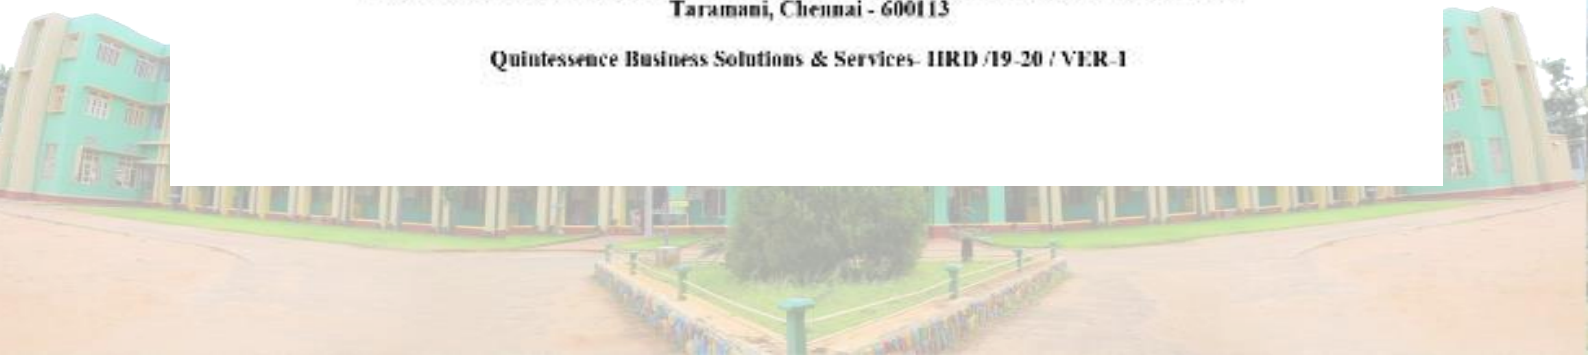 Taramani, Chennai - 600113
Quintessence Business Solutions & Services- HRD /19-20 / VER-1